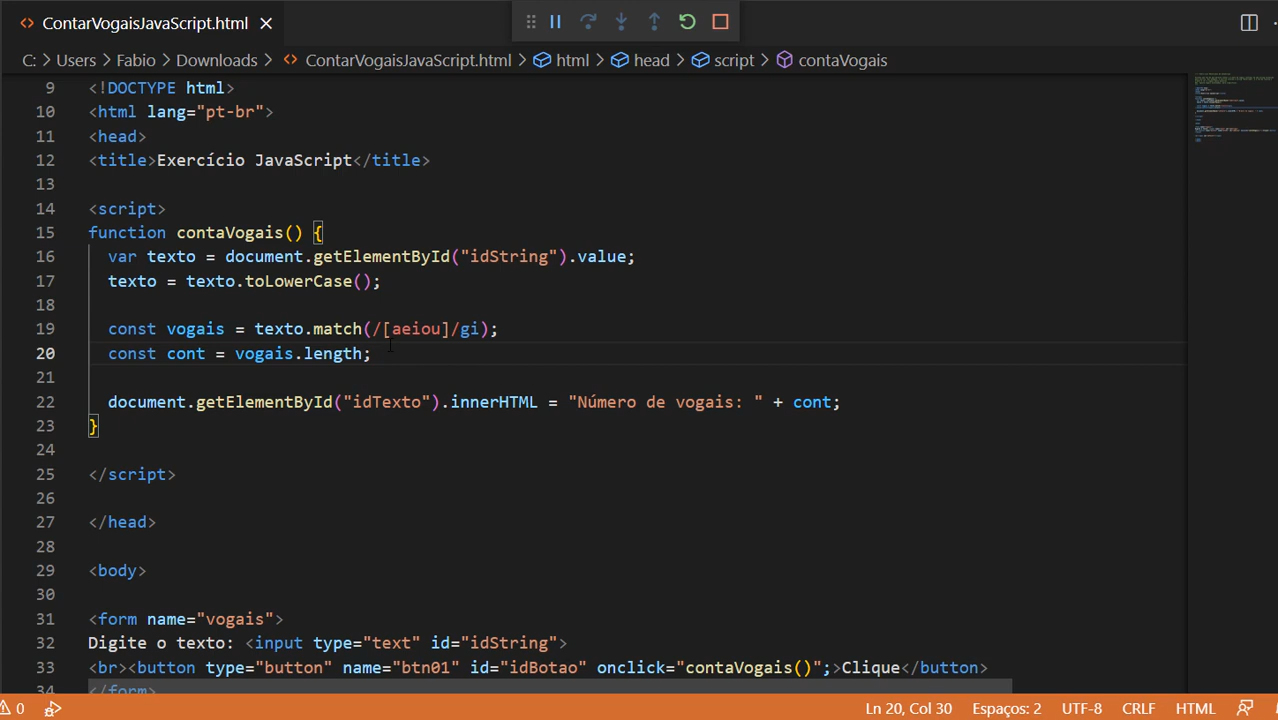 ContarVogaisJavaScript.html
C: > Users > Fabio > Downloads > ContarVogaisJavaScript.html > html > head > script > contaVogais
9 <!DOCTYPE html>
10 <html lang="pt-br">
11 <head>
12 <title>Exercício JavaScript</title>
13
14 <script>
15 function contaVogais() {
16 var texto = document.getElementById("idString").value;
17 texto = texto.toLowerCase();
18
19 const vogais = texto.match(/[aeiou]/gi);
20 const cont = vogais.length;
21
22 document.getElementById("idTexto").innerHTML = "Número de vogais: " + cont;
23 }
24
25 </script>
26
27 </head>
28
29 <body>
30
31 <form name="vogais">
32 Digite o texto: <input type="text" id="idString">
33 <br><button type="button" name="btn01" id="idBotao" onclick="contaVogais()";>Clique</button>
34 </form>
0 Ln 20, Col 30 Espaços: 2 UTF-8 CRLF HTML